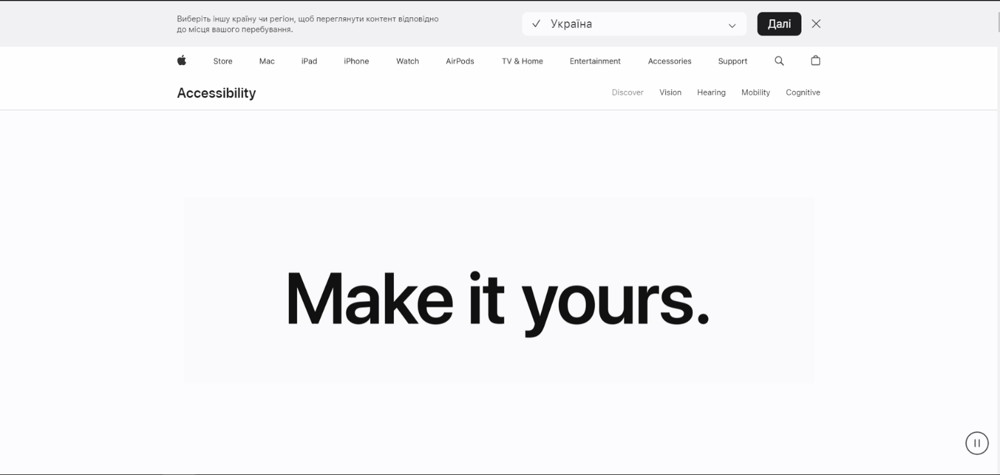 Виберіть іншу країну чи регіон, щоб переглянути контент відповідно
до місця вашого перебування.
Україна
Далі
Store Mac iPad iPhone Watch AirPods TV & Home Entertainment Accessories Support
Accessibility
Discover Vision Hearing Mobility Cognitive
Make it yours.